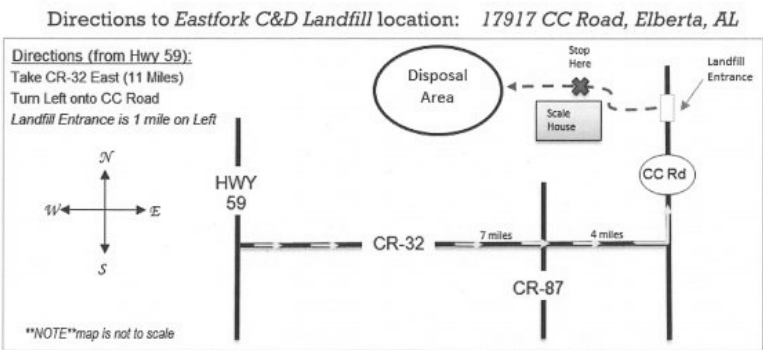 Directions to Eastfork C&D Landfill location: 17917 CC Road, Elberta, AL
Directions (from Hwy 59):
Take CR-32 East (11 Miles)
Turn Left onto CC Road
Landfill Entrance is 1 mile on Left
Disposal
Area
Stop
Here
Landfill
Entrance
Scale
House
N
W
E
S
HWY
59
CC Rd
CR-32
7 miles
4 miles
CR-87
**NOTE**map is not to scale